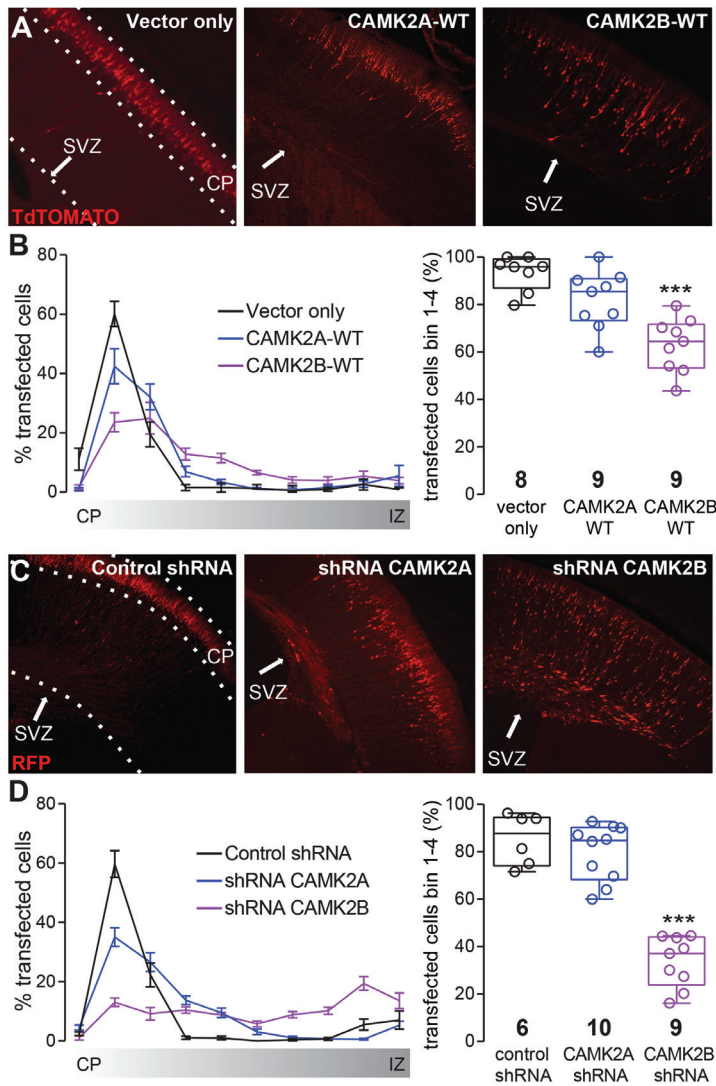 A
Vector only
CAMK2A-WT
CAMK2B-WT
SVZ
CP
TdTOMATO
SVZ
SVZ
B
% transfected cells
80
60
40
20
0
Vector only
CAMK2A-WT
CAMK2B-WT
CP
IZ
transfected cells bin 1-4 (%)
100
80
60
40
20
0
***
8
9
9
vector only
CAMK2A WT
CAMK2B WT
C
Control shRNA
shRNA CAMK2A
shRNA CAMK2B
CP
SVZ
RFP
SVZ
SVZ
D
% transfected cells
80
60
40
20
0
Control shRNA
shRNA CAMK2A
shRNA CAMK2B
CP
IZ
transfected cells bin 1-4 (%)
100
80
60
40
20
0
***
6
10
9
control shRNA
CAMK2A shRNA
CAMK2B shRNA